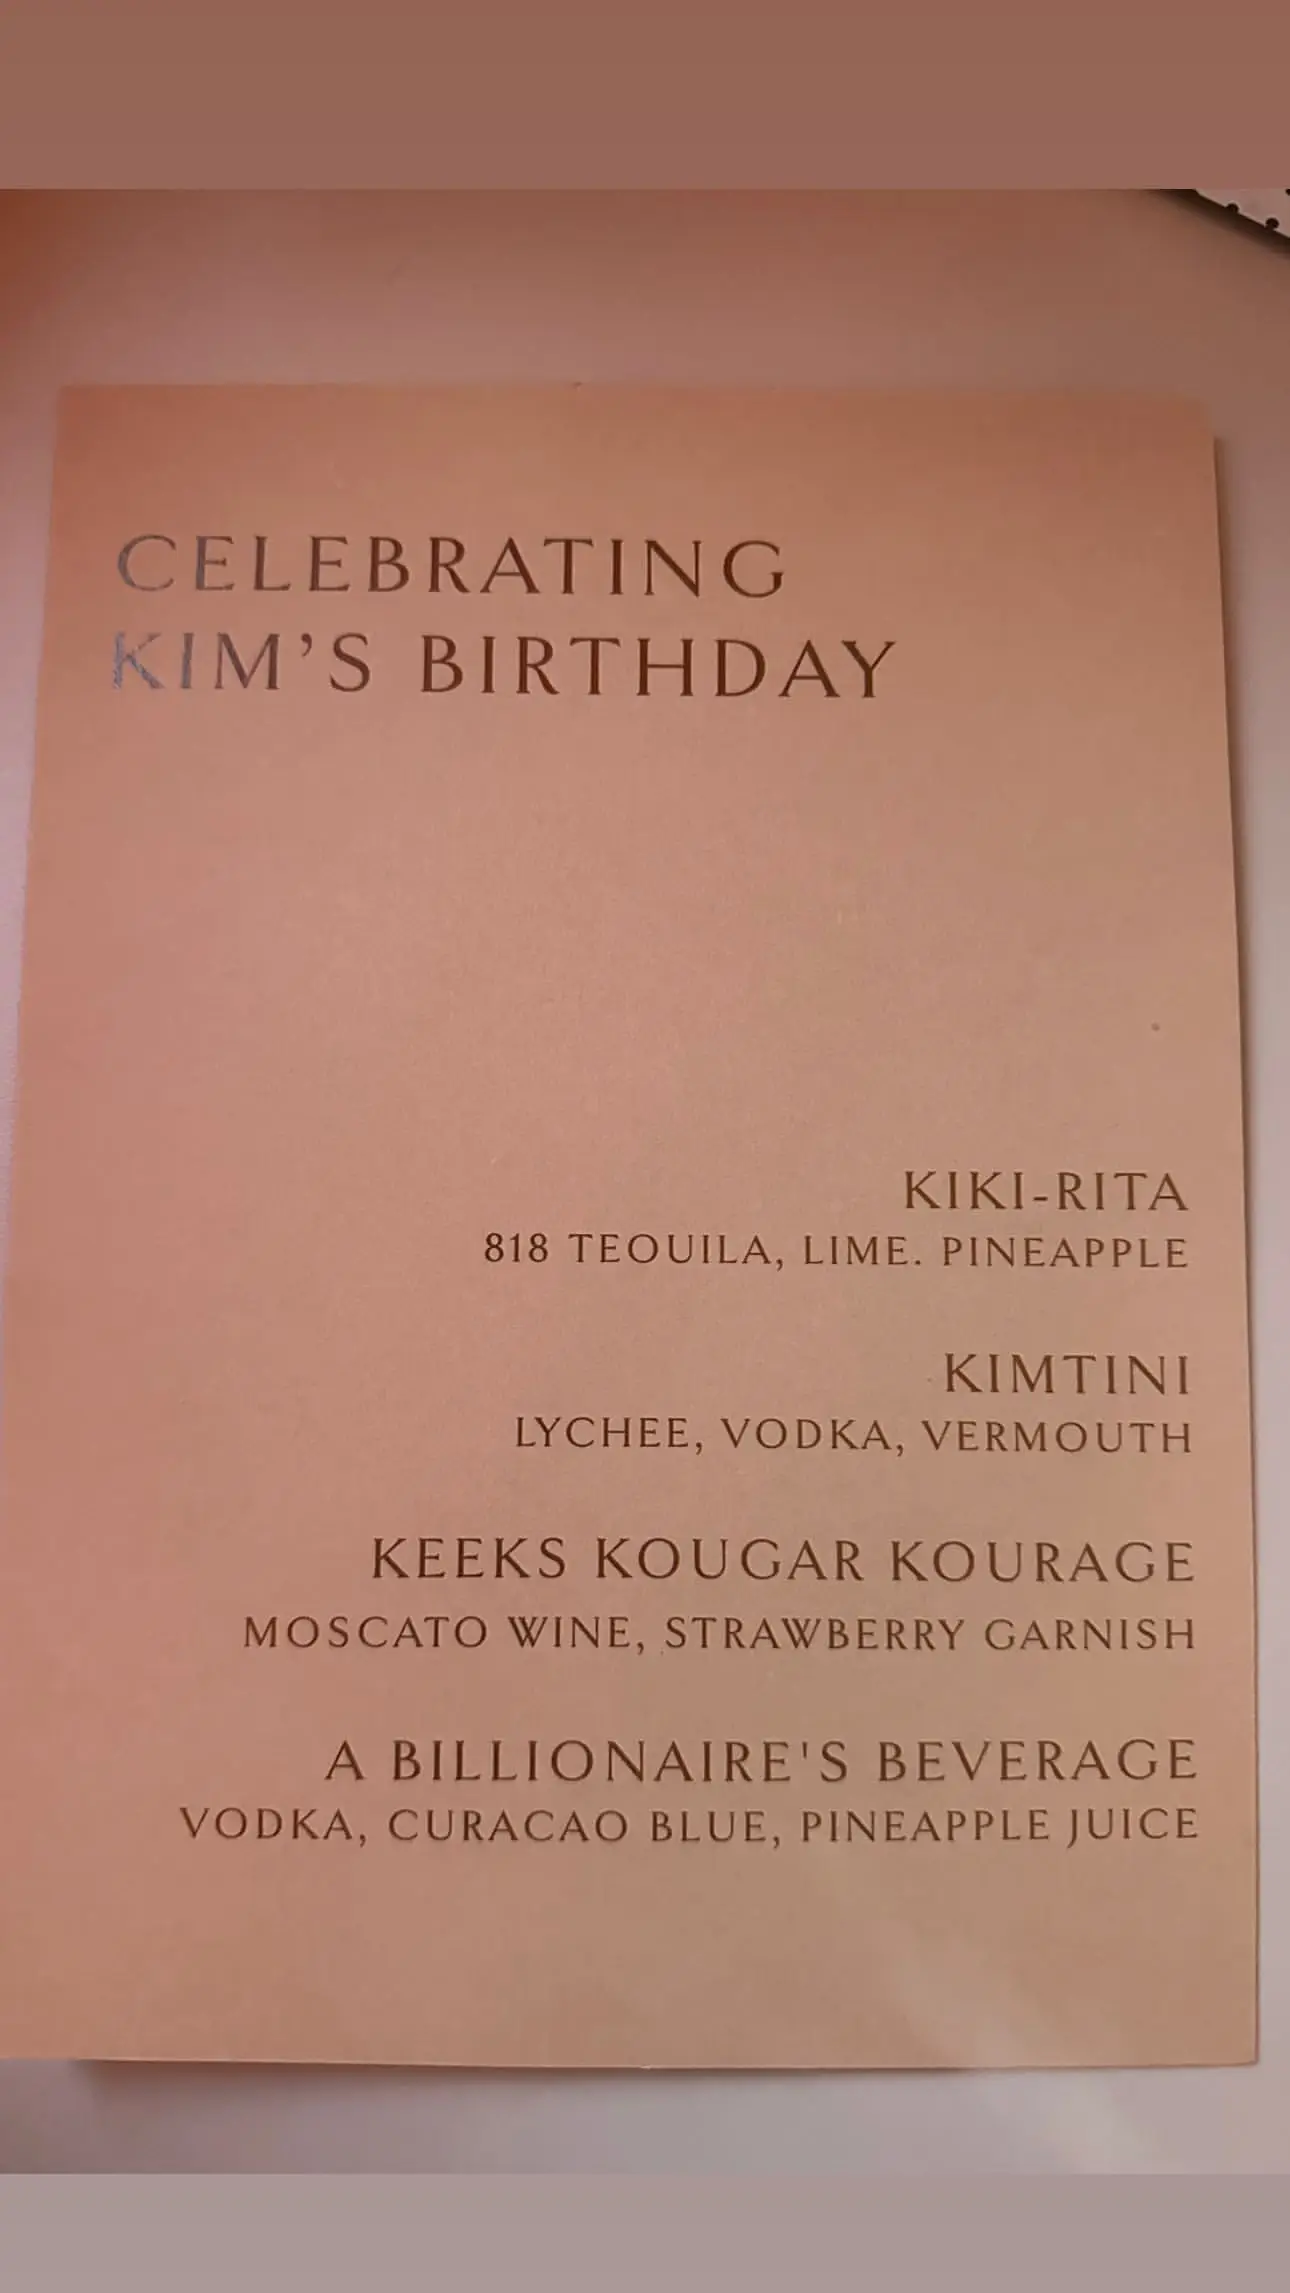 CELEBRATING
KIM'S BIRTHDAY
KIKI-RITA
818 TEOUILA, LIME. PINEAPPLE
KIMTINI
LYCHEE, VODKA, VERMOUTH
KEEKS KOUGAR KOURAGE
MOSCATO WINE, STRAWBERRY GARNISH
A BILLIONAIRE'S BEVERAGE
VODKA, CURACAO BLUE, PINEAPPLE JUICE